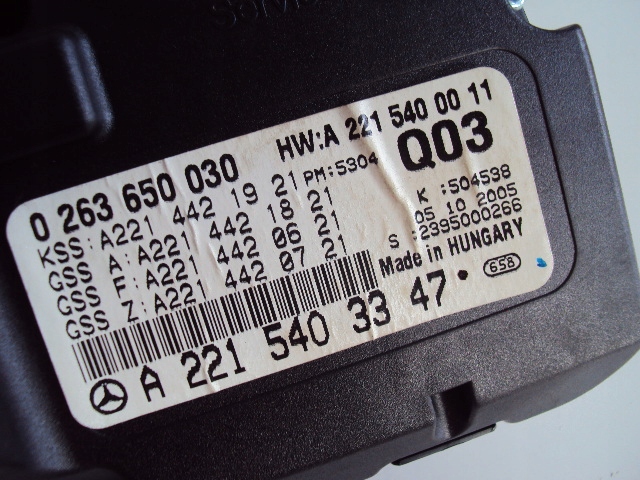 HW:A 221 540 00 11
0 263 650 030 PM:5304 Q03
KSS:A221 442 19 21
GSS A:A221 442 18 21
GSS F:A221 442 06 21
GSS Z:A221 442 07 21
K :504538
05 10 2005
S :2395000266
Made in HUNGARY
658
A 221 540 33 47